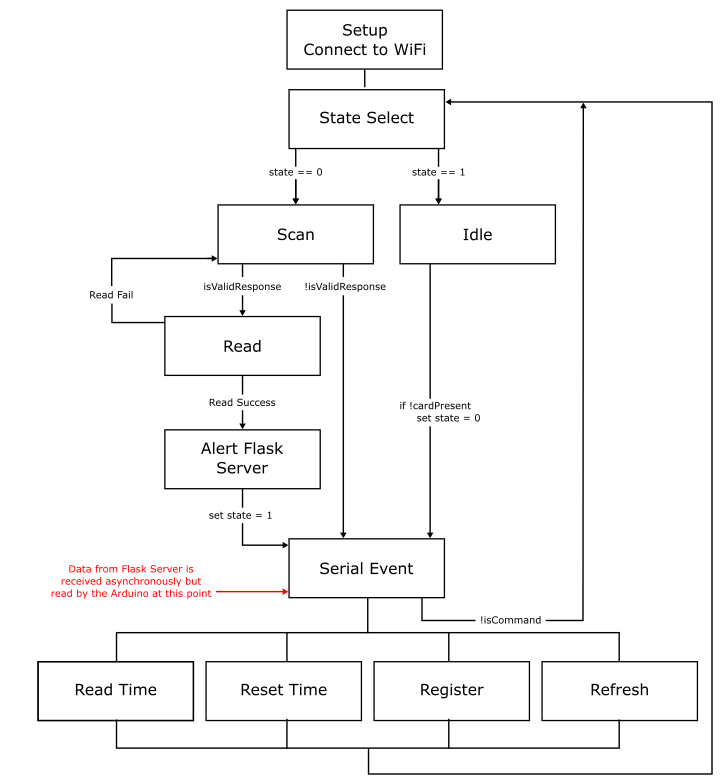 Setup
Connect to WiFi
State Select
state == 0
state == 1
Scan
Idle
isValidResponse
!isValidResponse
Read Fail
Read
Read Success
if !cardPresent
set state = 0
Alert Flask
Server
set state = 1
Serial Event
Data from Flask Server is
received asynchronously but
read by the Arduino at this point
!isCommand
Read Time
Reset Time
Register
Refresh